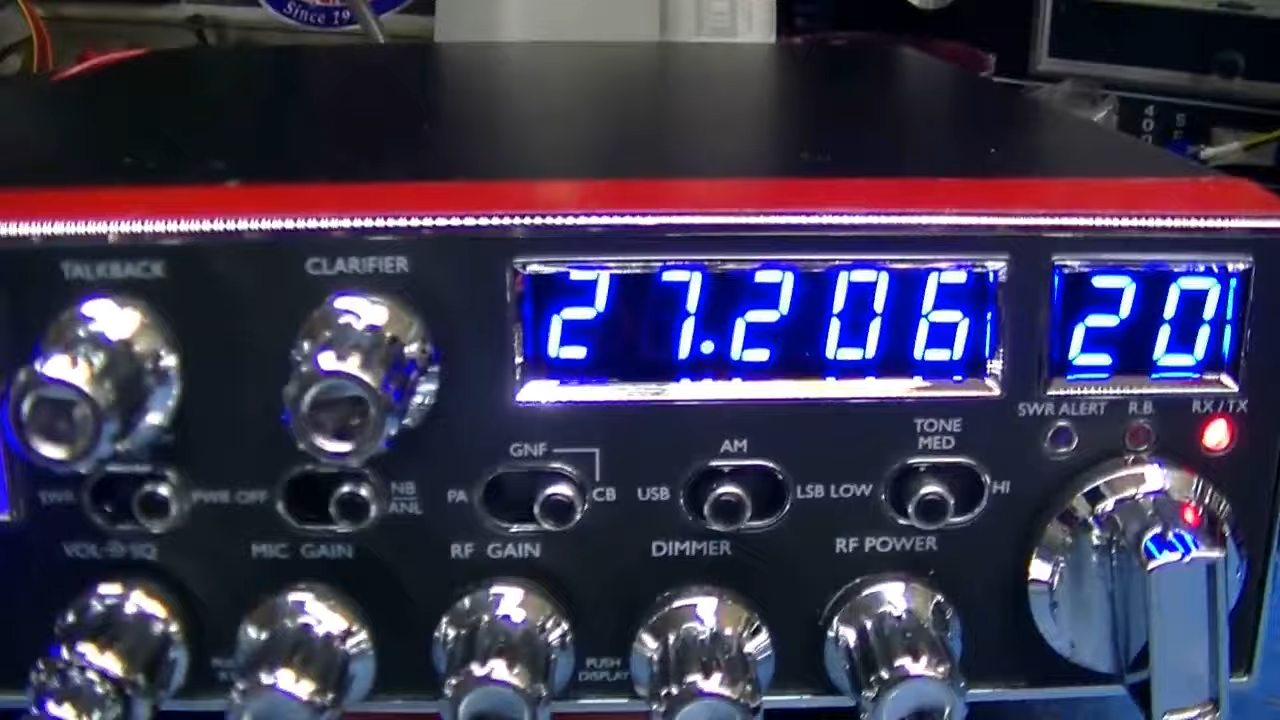 Since 19
40
TALKBACK
CLARIFIER
27.206
20
SWR ALERT R.B. RX / TX
TONE
MED
AM
GNF
SWR PWR OFF NB
ANL
PA CB
USB LSB LOW HI
VOL SQ MIC GAIN RF GAIN DIMMER RF POWER
PUSH
DISPLAY